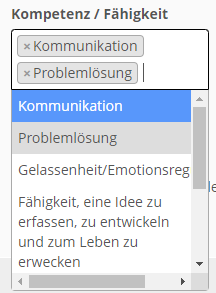 Kompetenz / Fähigkeit
×Kommunikation
×Problemlösung
Kommunikation
Problemlösung
Gelassenheit/Emotionsreg
Fähigkeit, eine Idee zu
erfassen, zu entwickeln
und zum Leben zu
erwecken